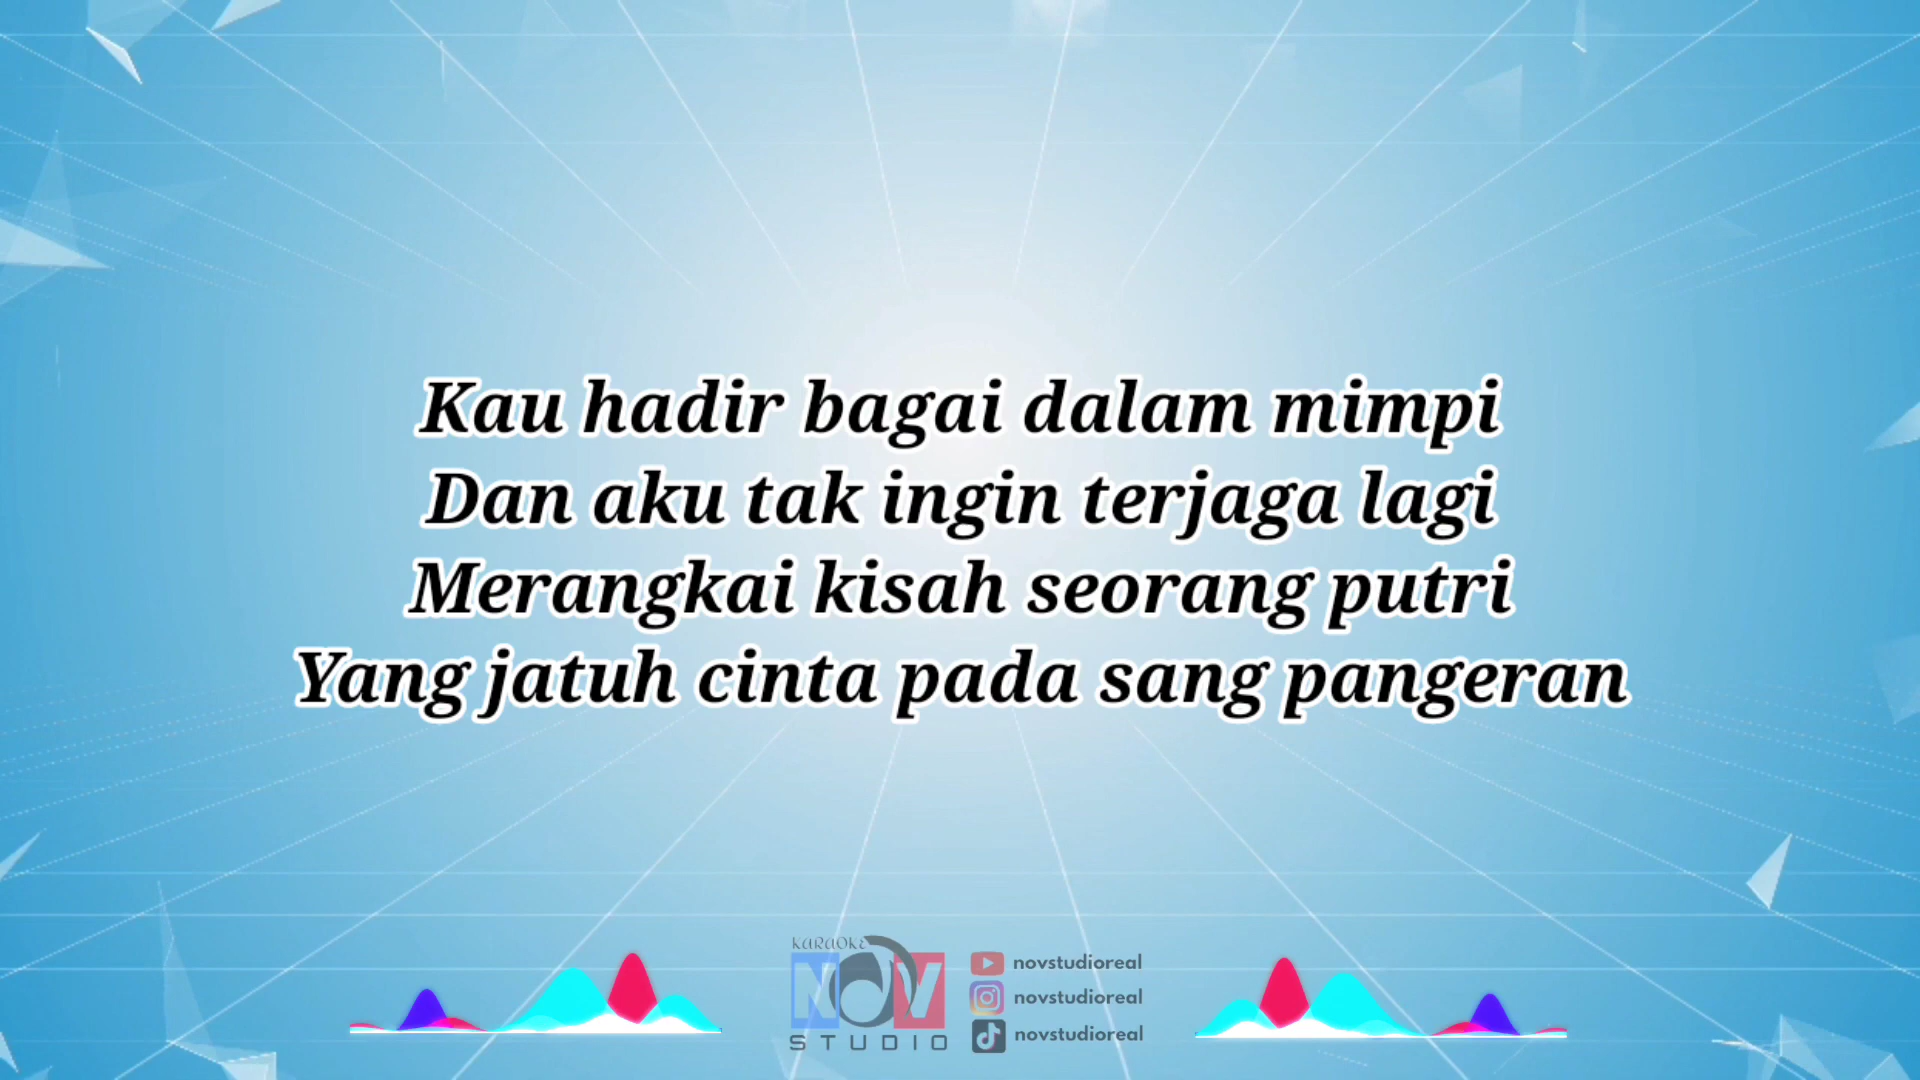 Kau hadir bagai dalam mimpi
Dan aku tak ingin terjaga lagi
Merangkai kisah seorang putri
Yang jatuh cinta pada sang pangeran
KARAOKE
NOV
STUDIO
novstudioreal
novstudioreal
novstudioreal